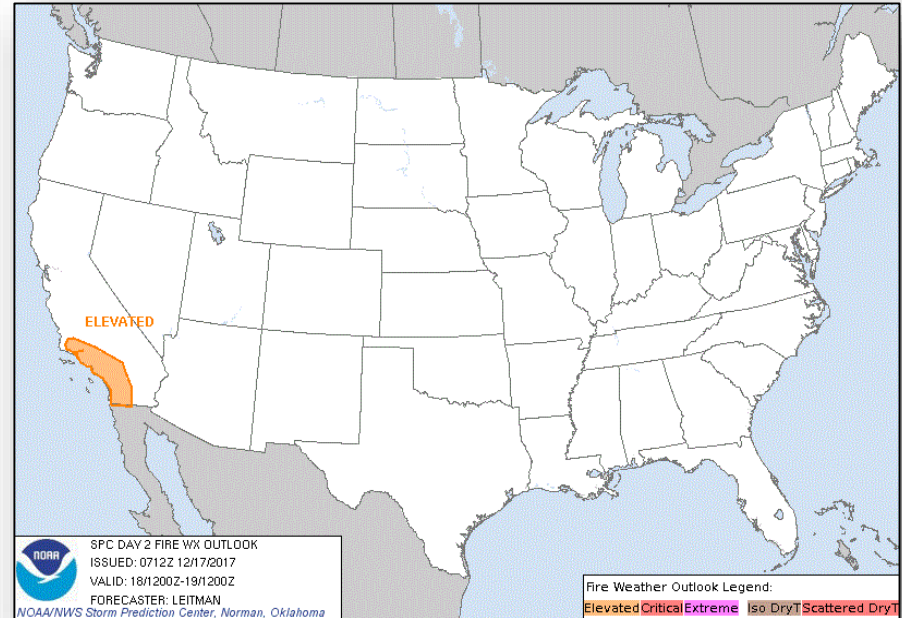 ELEVATED
NOAA
SPC DAY 2 FIRE WX OUTLOOK
ISSUED: 0712Z 12/17/2017
VALID: 18/1200Z-19/1200Z
FORECASTER: LEITMAN
NOAA/NWS Storm Prediction Center, Norman, Oklahoma
Fire Weather Outlook Legend:
Elevated Critical Extreme Iso DryT Scattered DryT